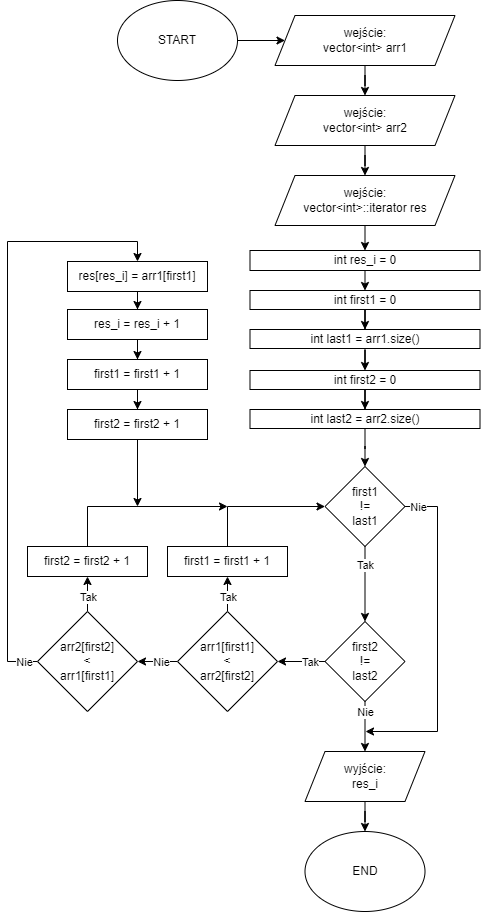 START
wejście:
vector<int> arr1
wejście:
vector<int> arr2
wejście:
vector<int>::iterator res
int res_i = 0
int first1 = 0
int last1 = arr1.size()
int first2 = 0
int last2 = arr2.size()
first1
!=
last1
Nie
Tak
first2
!=
last2
Tak
Nie
arr1[first1]
<
arr2[first2]
Tak
first1 = first1 + 1
Nie
arr2[first2]
<
arr1[first1]
Tak
first2 = first2 + 1
Nie
res[res_i] = arr1[first1]
res_i = res_i + 1
first1 = first1 + 1
first2 = first2 + 1
wyjście:
res_i
END